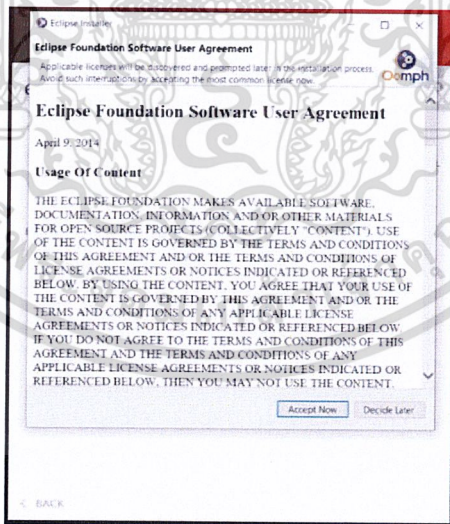 Eclipse Installer
Eclipse Foundation Software User Agreement
Applicable licenses will be discovered and prompted later in the installation process.
Avoid such interruptions by accepting the most common license now.
Oomph
Eclipse Foundation Software User Agreement
April 9, 2014
Usage Of Content
THE ECLIPSE FOUNDATION MAKES AVAILABLE SOFTWARE,
DOCUMENTATION, INFORMATION AND/OR OTHER MATERIALS
FOR OPEN SOURCE PROJECTS (COLLECTIVELY "CONTENT"). USE
OF THE CONTENT IS GOVERNED BY THE TERMS AND CONDITIONS
OF THIS AGREEMENT AND/OR THE TERMS AND CONDITIONS OF
LICENSE AGREEMENTS OR NOTICES INDICATED OR REFERENCED
BELOW. BY USING THE CONTENT, YOU AGREE THAT YOUR USE OF
THE CONTENT IS GOVERNED BY THIS AGREEMENT AND/OR THE
TERMS AND CONDITIONS OF ANY APPLICABLE LICENSE
AGREEMENTS OR NOTICES INDICATED OR REFERENCED BELOW.
IF YOU DO NOT AGREE TO THE TERMS AND CONDITIONS OF THIS
AGREEMENT AND THE TERMS AND CONDITIONS OF ANY
APPLICABLE LICENSE AGREEMENTS OR NOTICES INDICATED OR
REFERENCED BELOW, THEN YOU MAY NOT USE THE CONTENT.
Accept Now
Decide Later
BACK